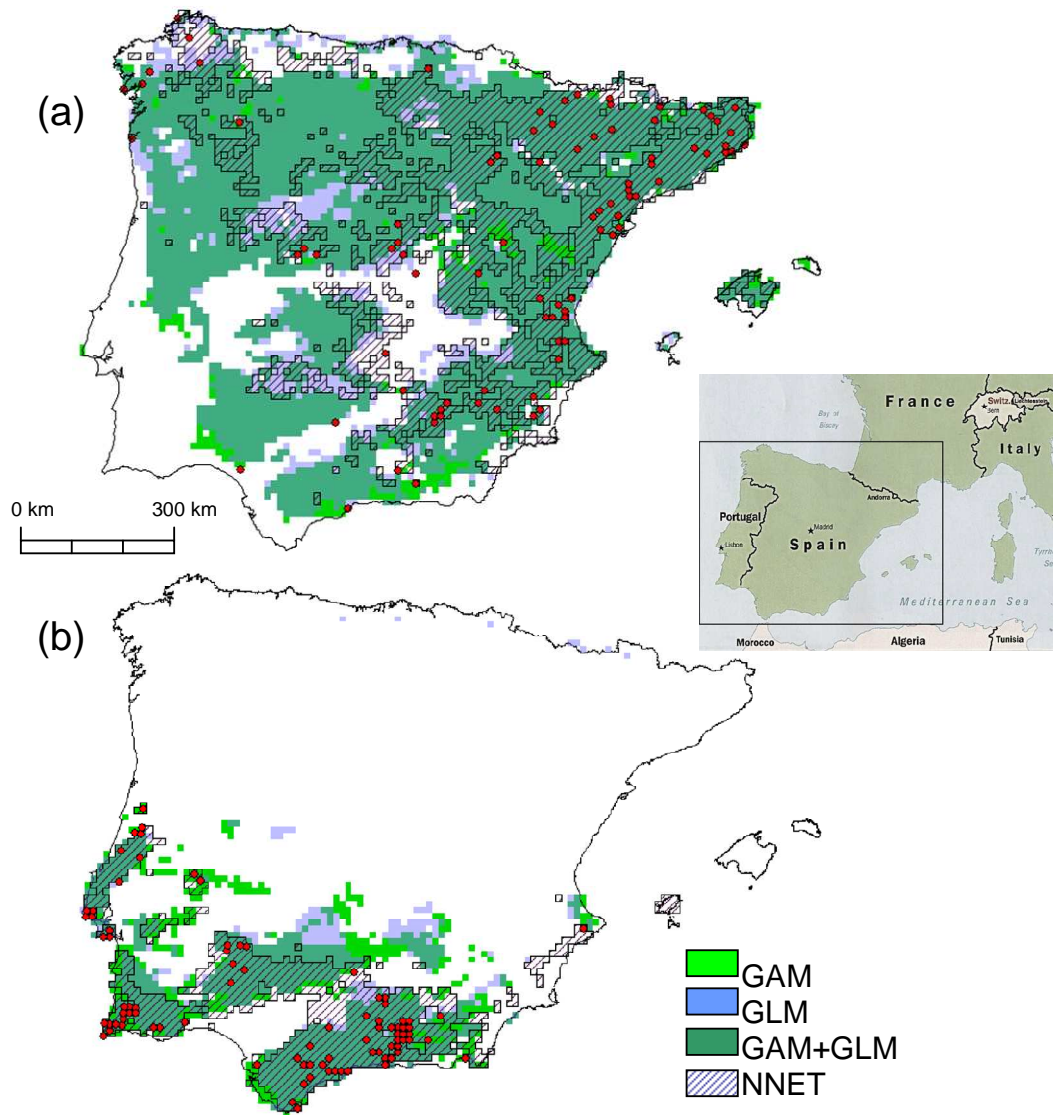 (a)
0 km 300 km
France
Switz.
Liechtenstein
Bern
Bay of
Biscay
Italy
Andorra
Portugal
Madrid
Lisbon
Spain
Mediterranean Sea
Morocco
Algeria
Tunisia
(b)
GAM
GLM
GAM+GLM
NNET